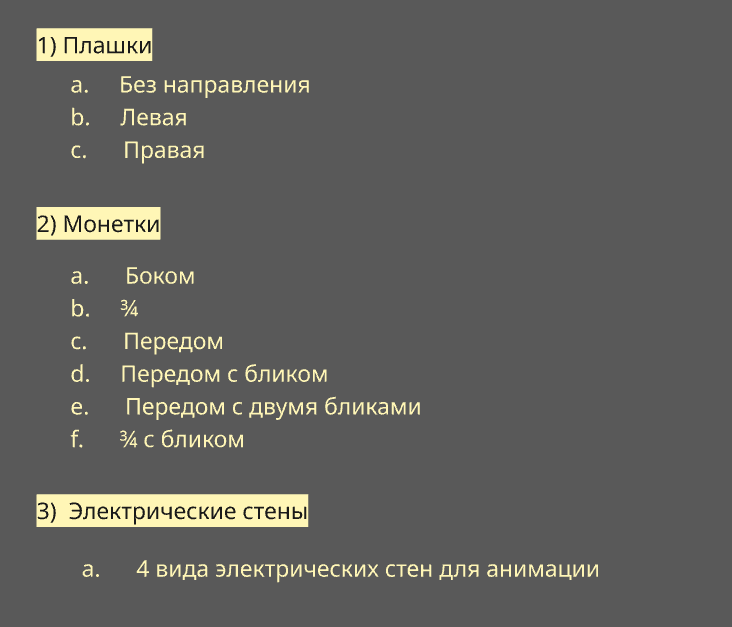 1) Плашки
a. Без направления
b. Левая
c. Правая
2) Монетки
a. Боком
b. ¾
c. Передом
d. Передом с бликом
e. Передом с двумя бликами
f. ¾ с бликом
3) Электрические стены
a. 4 вида электрических стен для анимации